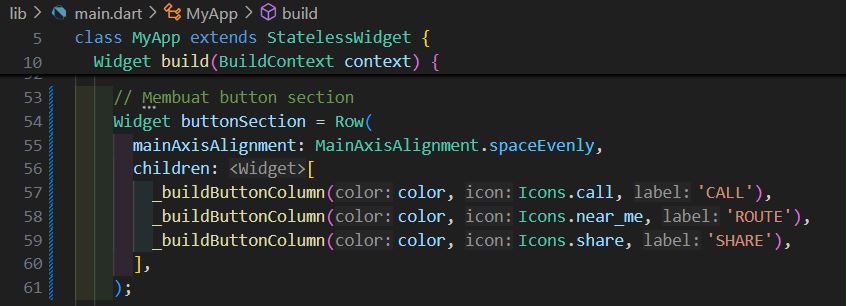 lib > main.dart > MyApp > build
5 class MyApp extends StatelessWidget {
10 Widget build(BuildContext context) {
53 // Membuat button section
54 Widget buttonSection = Row(
55 mainAxisAlignment: MainAxisAlignment.spaceEvenly,
56 children: <Widget>[
57 _buildButtonColumn(color: color, icon: Icons.call, label: 'CALL'),
58 _buildButtonColumn(color: color, icon: Icons.near_me, label: 'ROUTE'),
59 _buildButtonColumn(color: color, icon: Icons.share, label: 'SHARE'),
60 ],
61 );